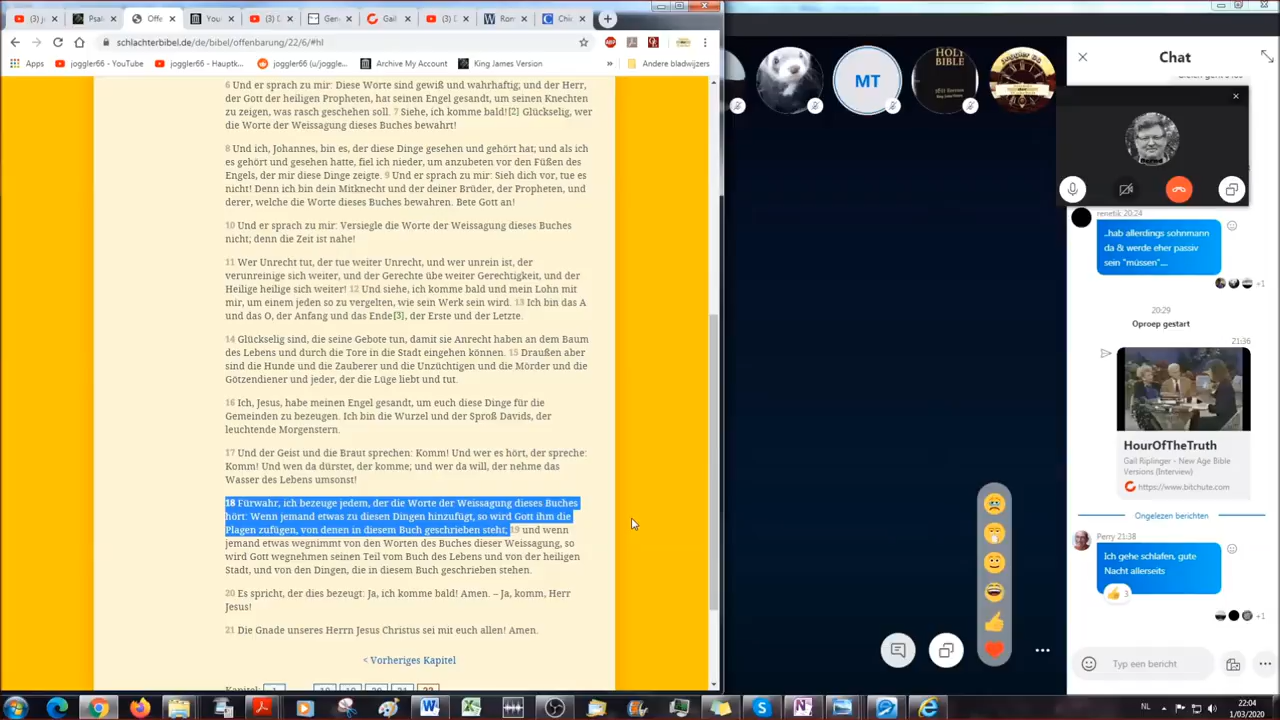 (3) J
Psal
Offe
You
(3) D
Ger
Gail
(3) D
Rom
Chic
schlachterbibel.de/de/bibel/offenbarung/22/6/#hl
Apps
joggler66 - YouTube
joggler66 - Hauptk...
joggler66 (u/joggle...
Archive My Account
King James Version
»
Andere bladwijzers
6 Und er sprach zu mir: Diese Worte sind gewiß und wahrhaftig; und der Herr,
der Gott der heiligen Propheten, hat seinen Engel gesandt, um seinen Knechten
zu zeigen, was rasch geschehen soll. 7 Siehe, ich komme bald![2] Glückselig, wer
die Worte der Weissagung dieses Buches bewahrt!
8 Und ich, Johannes, bin es, der diese Dinge gesehen und gehört hat; und als ich
es gehört und gesehen hatte, fiel ich nieder, um anzubeten vor den Füßen des
Engels, der mir diese Dinge zeigte. 9 Und er sprach zu mir: Sieh dich vor, tue es
nicht! Denn ich bin dein Mitknecht und der deiner Brüder, der Propheten, und
derer, welche die Worte dieses Buches bewahren. Bete Gott an!
10 Und er sprach zu mir: Versiegle die Worte der Weissagung dieses Buches
nicht; denn die Zeit ist nahe!
11 Wer Unrecht tut, der tue weiter Unrecht, und wer unrein ist, der
verunreinige sich weiter, und der Gerechte übe weiter Gerechtigkeit, und der
Heilige heilige sich weiter! 12 Und siehe, ich komme bald und mein Lohn mit
mir, um einem jeden so zu vergelten, wie sein Werk sein wird. 13 Ich bin das A
und das O, der Anfang und das Ende[3], der Erste und der Letzte.
14 Glückselig sind, die seine Gebote tun, damit sie Anrecht haben an dem Baum
des Lebens und durch die Tore in die Stadt eingehen können. 15 Draußen aber
sind die Hunde und die Zauberer und die Unzüchtigen und die Mörder und die
Götzendiener und jeder, der die Lüge liebt und tut.
16 Ich, Jesus, habe meinen Engel gesandt, um euch diese Dinge für die
Gemeinden zu bezeugen. Ich bin die Wurzel und der Sproß Davids, der
leuchtende Morgenstern.
17 Und der Geist und die Braut sprechen: Komm! Und wer es hört, der spreche:
Komm! Und wen da dürstet, der komme; und wer da will, der nehme das
Wasser des Lebens umsonst!
18 Fürwahr, ich bezeuge jedem, der die Worte der Weissagung dieses Buches
hört: Wenn jemand etwas zu diesen Dingen hinzufügt, so wird Gott ihm die
Plagen zufügen, von denen in diesem Buch geschrieben steht; 19 und wenn
jemand etwas wegnimmt von den Worten des Buches dieser Weissagung, so
wird Gott wegnehmen seinen Teil vom Buch des Lebens und von der heiligen
Stadt, und von den Dingen, die in diesem Buch geschrieben stehen.
20 Es spricht, der dies bezeugt: Ja, ich komme bald! Amen. – Ja, komm, Herr
Jesus!
21 Die Gnade unseres Herrn Jesus Christus sei mit euch allen! Amen.
< Vorheriges Kapitel
Kapitel: 1 ... 18 19 20 21 22
MT
HOLY
BIBLE
Chat
Bernd
renetik 20:24
..hab allerdings sohnmann
da & werde eher passiv
sein "müssen"....
+1
20:29
Oproep gestart
21:36
HourOfTheTruth
Gail Riplinger - New Age Bible
Versions (Interview)
https://www.bitchute.com
Ongelezen berichten
Perry 21:38
Ich gehe schlafen, gute
Nacht allerseits
3
+1
Typ een bericht
NL
22:04
1/03/2020